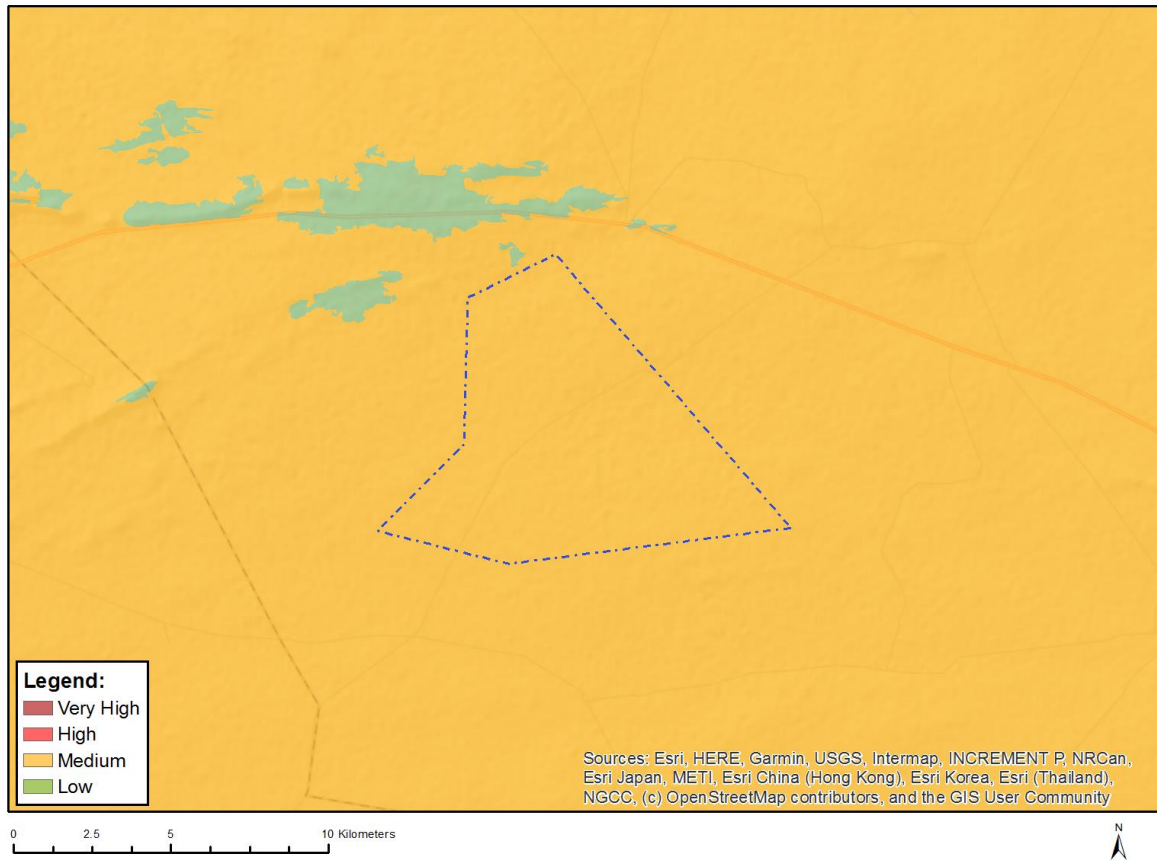 Legend:
Very High
High
Medium
Low
Sources: Esri, HERE, Garmin, USGS, Intermap, INCREMENT P, NRCan,
Esri Japan, METI, Esri China (Hong Kong), Esri Korea, Esri (Thailand),
NGCC, (c) OpenStreetMap contributors, and the GIS User Community
0 2.5 5 10 Kilometers
N